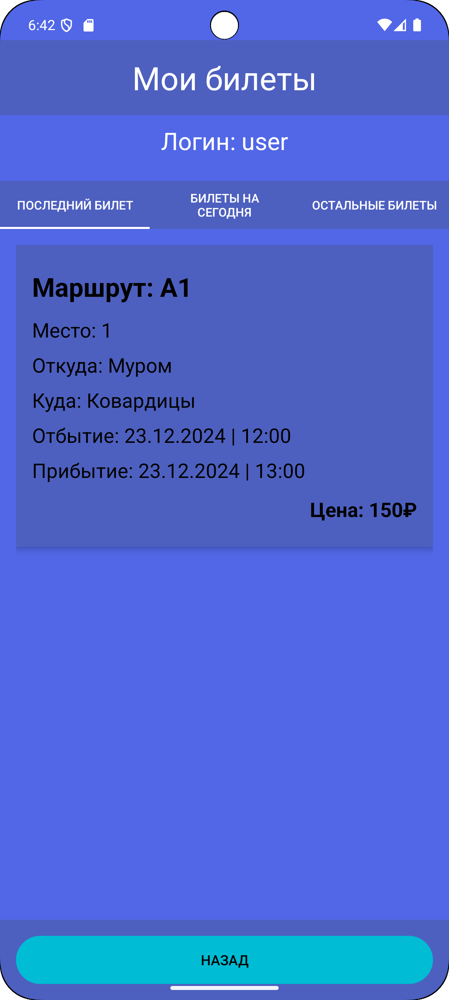 6:42
Мои билеты
Логин: user
ПОСЛЕДНИЙ БИЛЕТ
БИЛЕТЫ НА
СЕГОДНЯ
ОСТАЛЬНЫЕ БИЛЕТЫ
Маршрут: А1
Место: 1
Откуда: Муром
Куда: Ковардицы
Отбытие: 23.12.2024 | 12:00
Прибытие: 23.12.2024 | 13:00
Цена: 150₽
НАЗАД